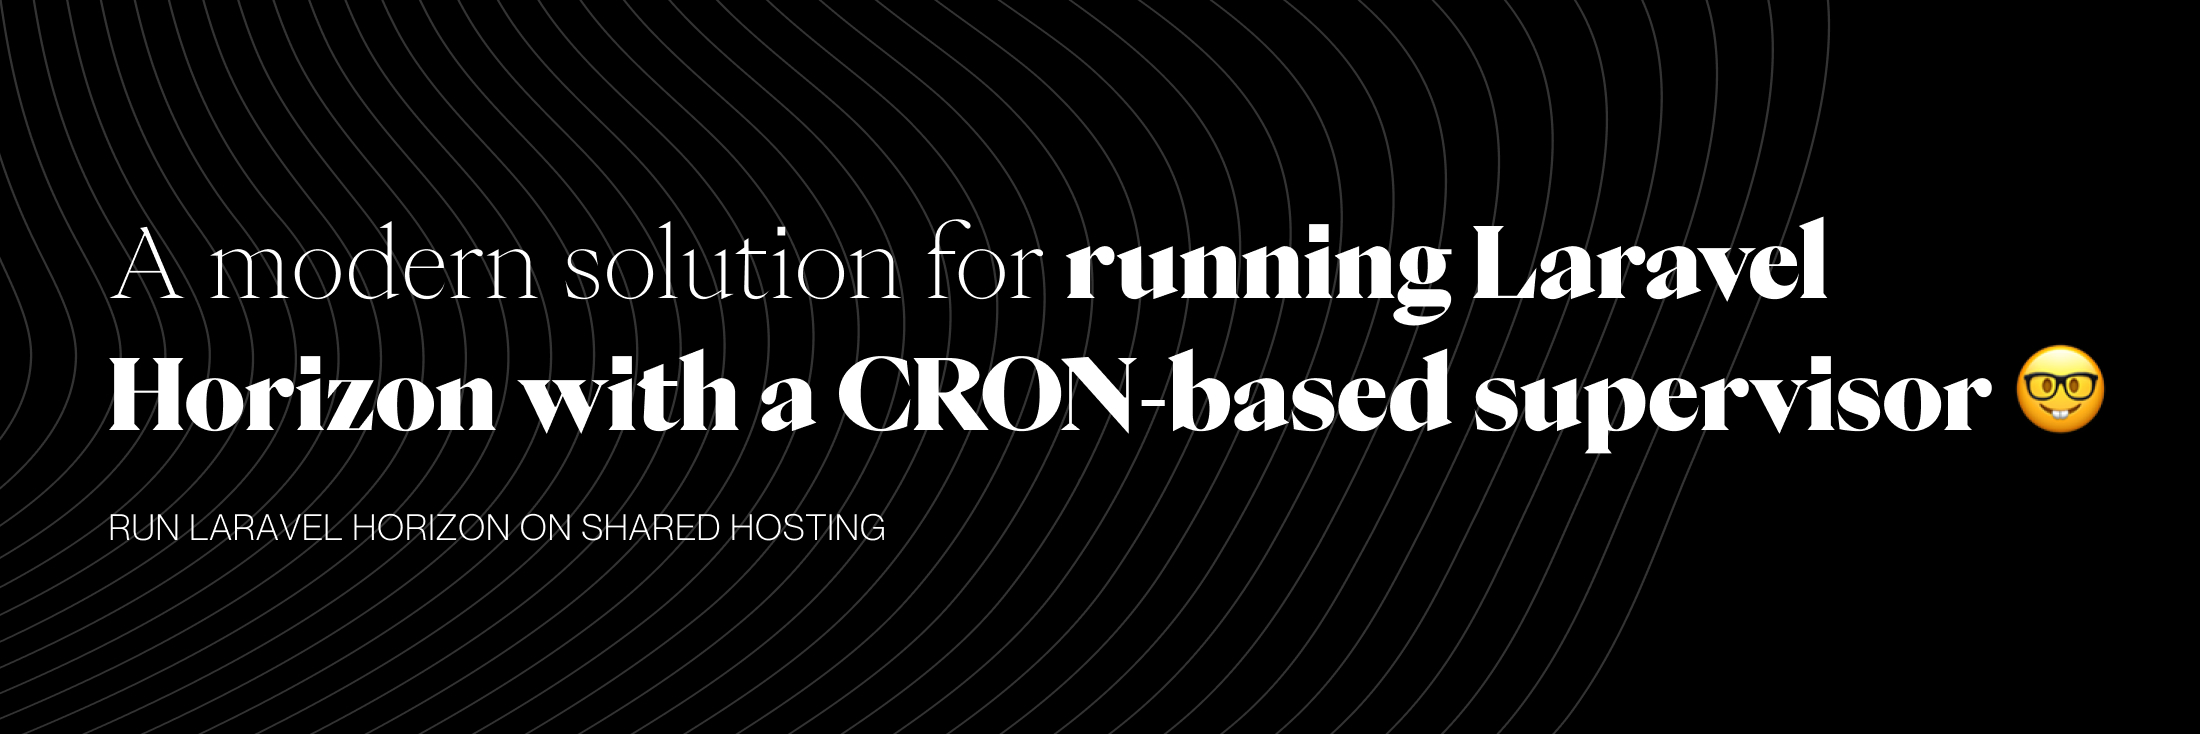 A modern solution for running Laravel
Horizon with a CRON-based supervisor 🤓
RUN LARAVEL HORIZON ON SHARED HOSTING